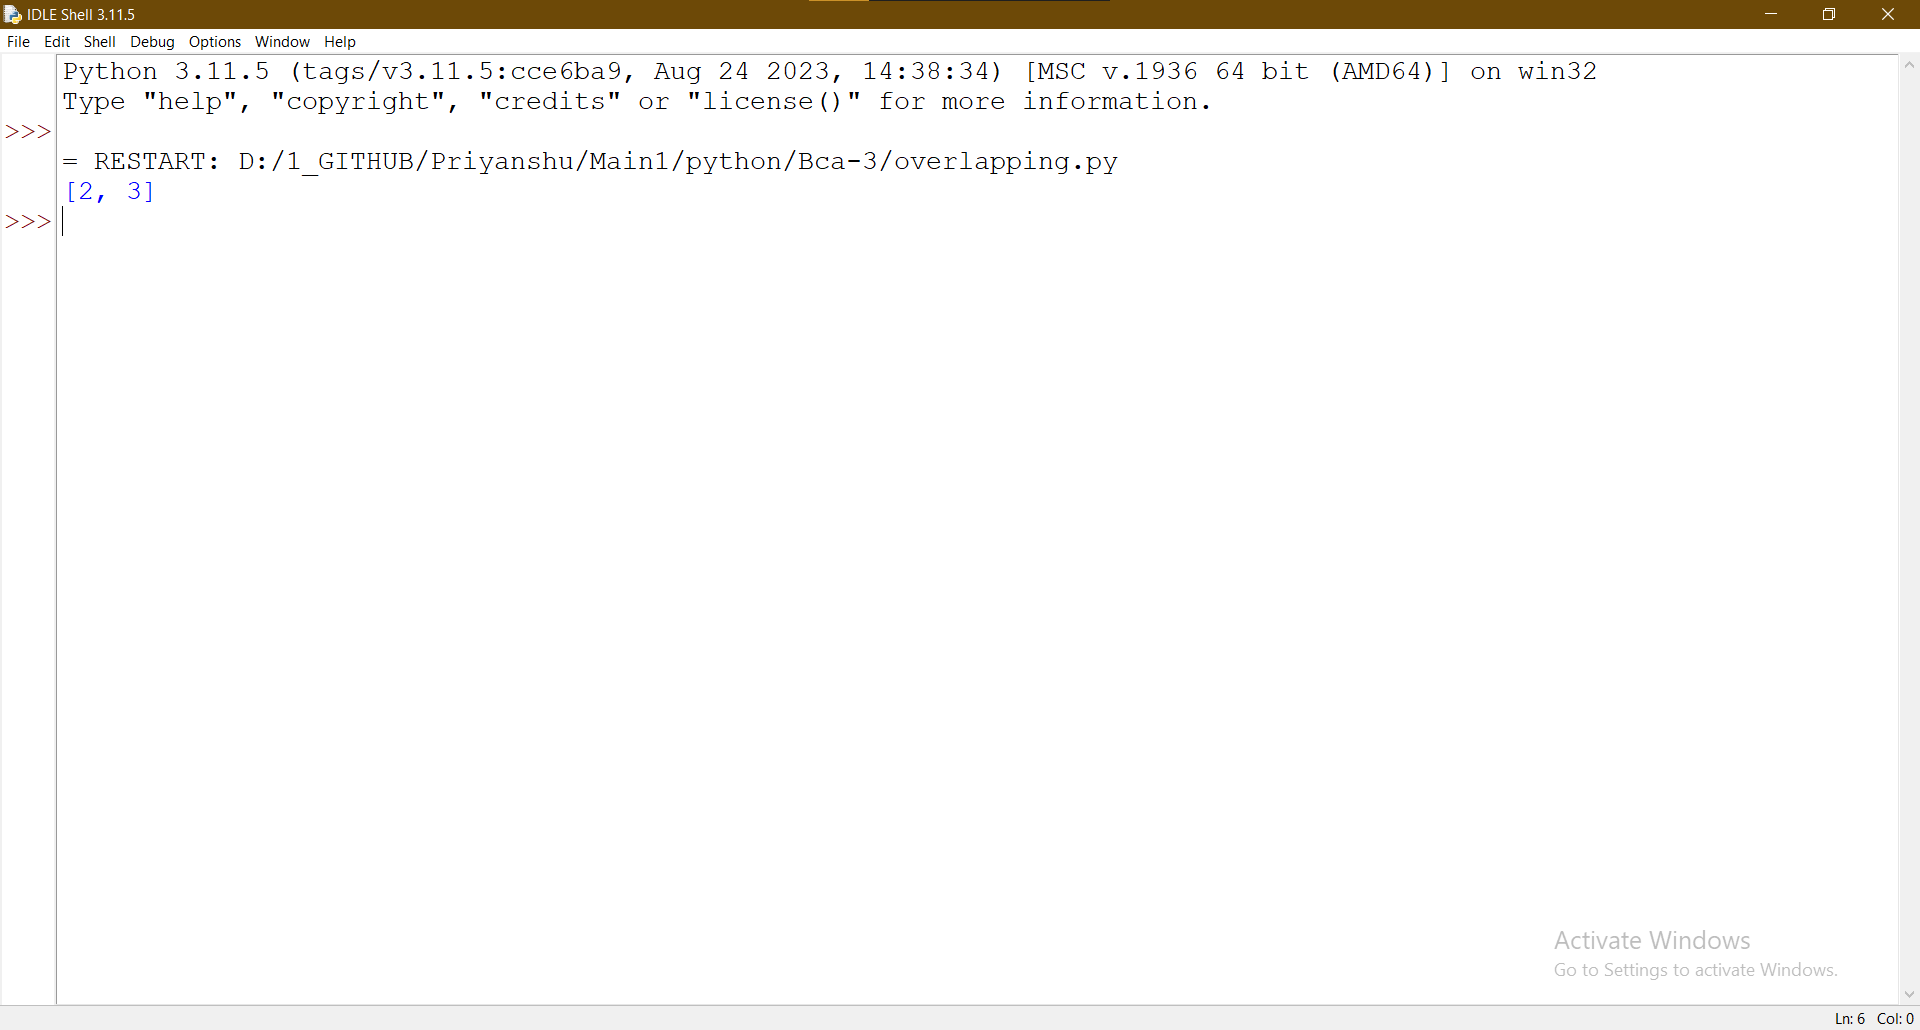 IDLE Shell 3.11.5
File Edit Shell Debug Options Window Help
Python 3.11.5 (tags/v3.11.5:cce6ba9, Aug 24 2023, 14:38:34) [MSC v.1936 64 bit (AMD64)] on win32
Type "help", "copyright", "credits" or "license()" for more information.
>>>
= RESTART: D:/1_GITHUB/Priyanshu/Main1/python/Bca-3/overlapping.py
[2, 3]
>>>
Activate Windows
Go to Settings to activate Windows.
Ln: 6 Col: 0